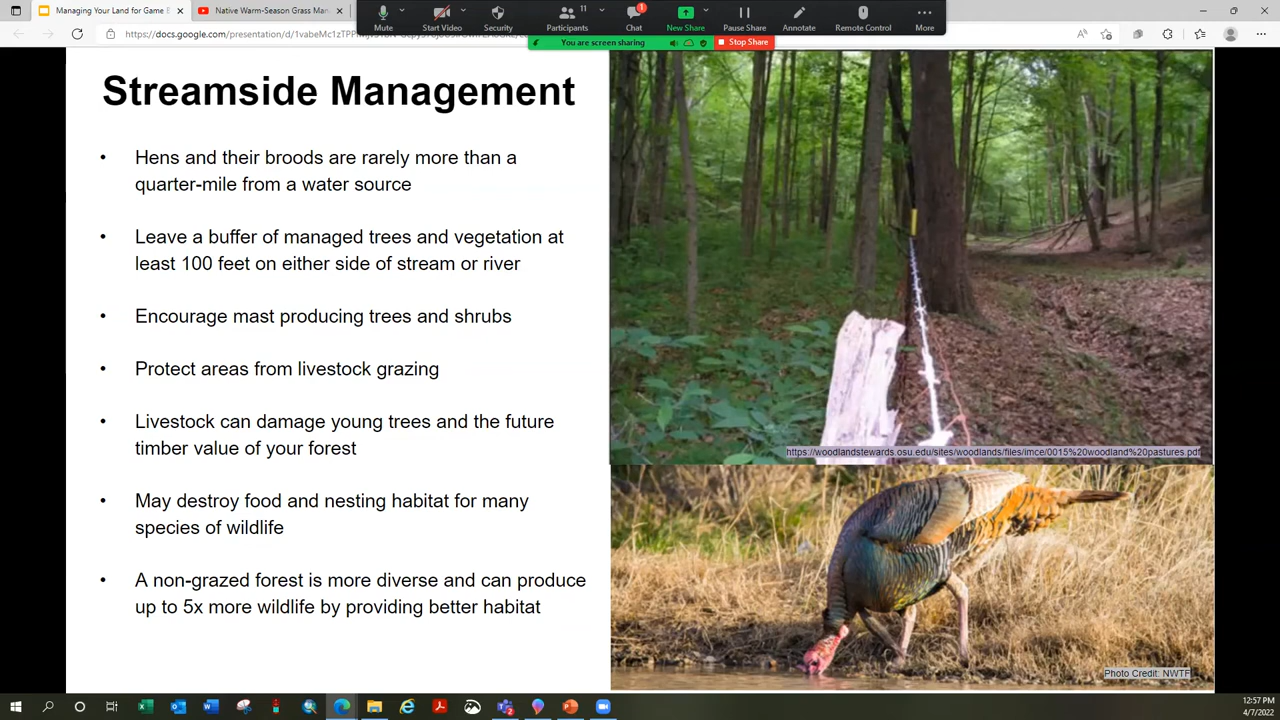 Managing Your Land for Game E
Native Warm-Season Grass Man
Mute
Start Video
Security
11
Participants
1
Chat
New Share
Pause Share
Annotate
Remote Control
More
You are screen sharing
Stop Share
Streamside Management
• Hens and their broods are rarely more than a
quarter-mile from a water source
• Leave a buffer of managed trees and vegetation at
least 100 feet on either side of stream or river
• Encourage mast producing trees and shrubs
• Protect areas from livestock grazing
• Livestock can damage young trees and the future
timber value of your forest
• May destroy food and nesting habitat for many
species of wildlife
• A non-grazed forest is more diverse and can produce
up to 5x more wildlife by providing better habitat
https://woodlandstewards.osu.edu/sites/woodlands/files/imce/0015%20woodland%20pastures.pdf
Photo Credit: NWTF
12:57 PM
4/7/2022